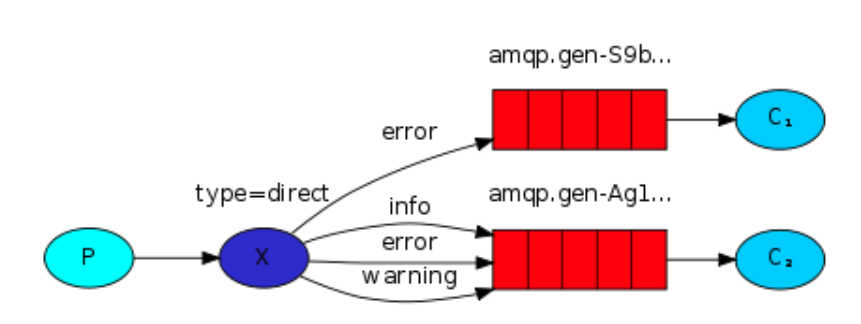 amqp.gen-S9b...
C₁
error
type=direct
amqp.gen-Ag1...
info
error
P
X
C₂
warning